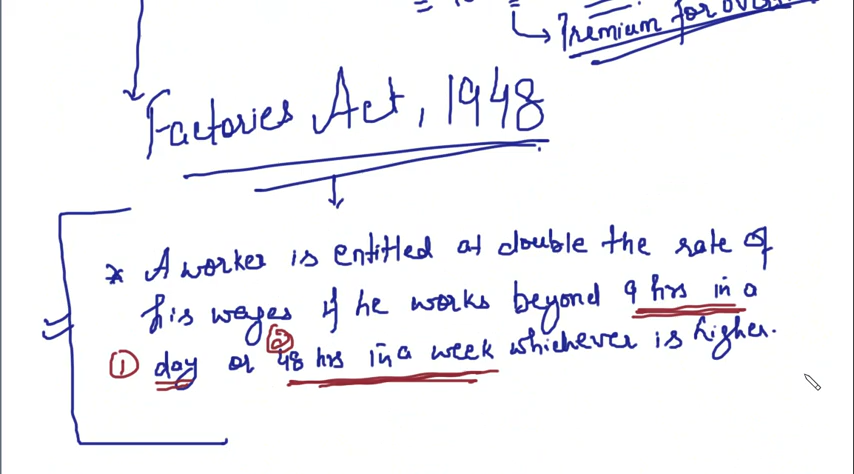 Premium for
Factories Act, 1948
* A worker is entitled at double the rate of
his wages if he works beyond 9 hrs in a
① day or ② 48 hrs in a week whichever is higher.